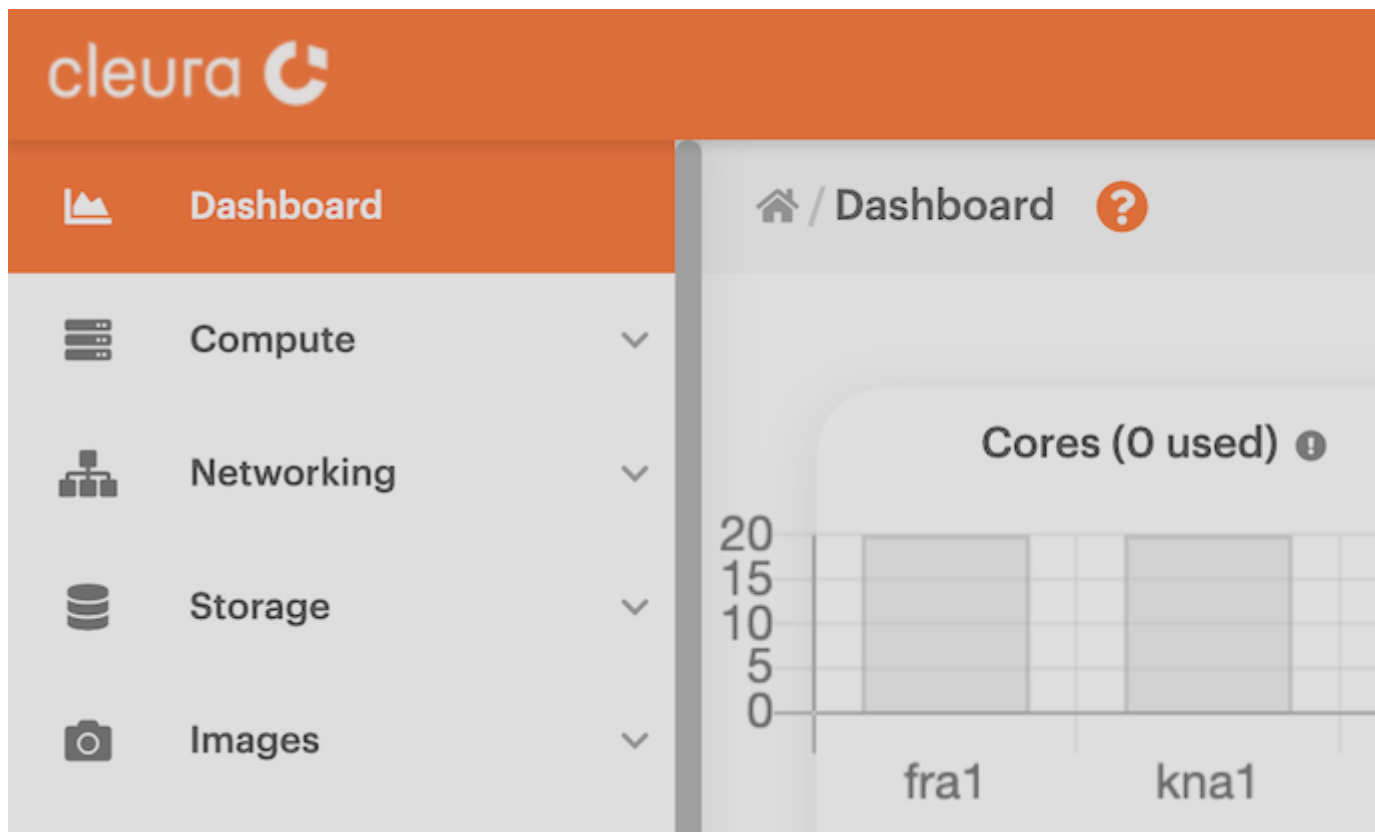 cleura
Dashboard
Compute
Networking
Storage
Images
/ Dashboard ?
Cores (0 used) !
20
15
10
5
0
fra1 kna1